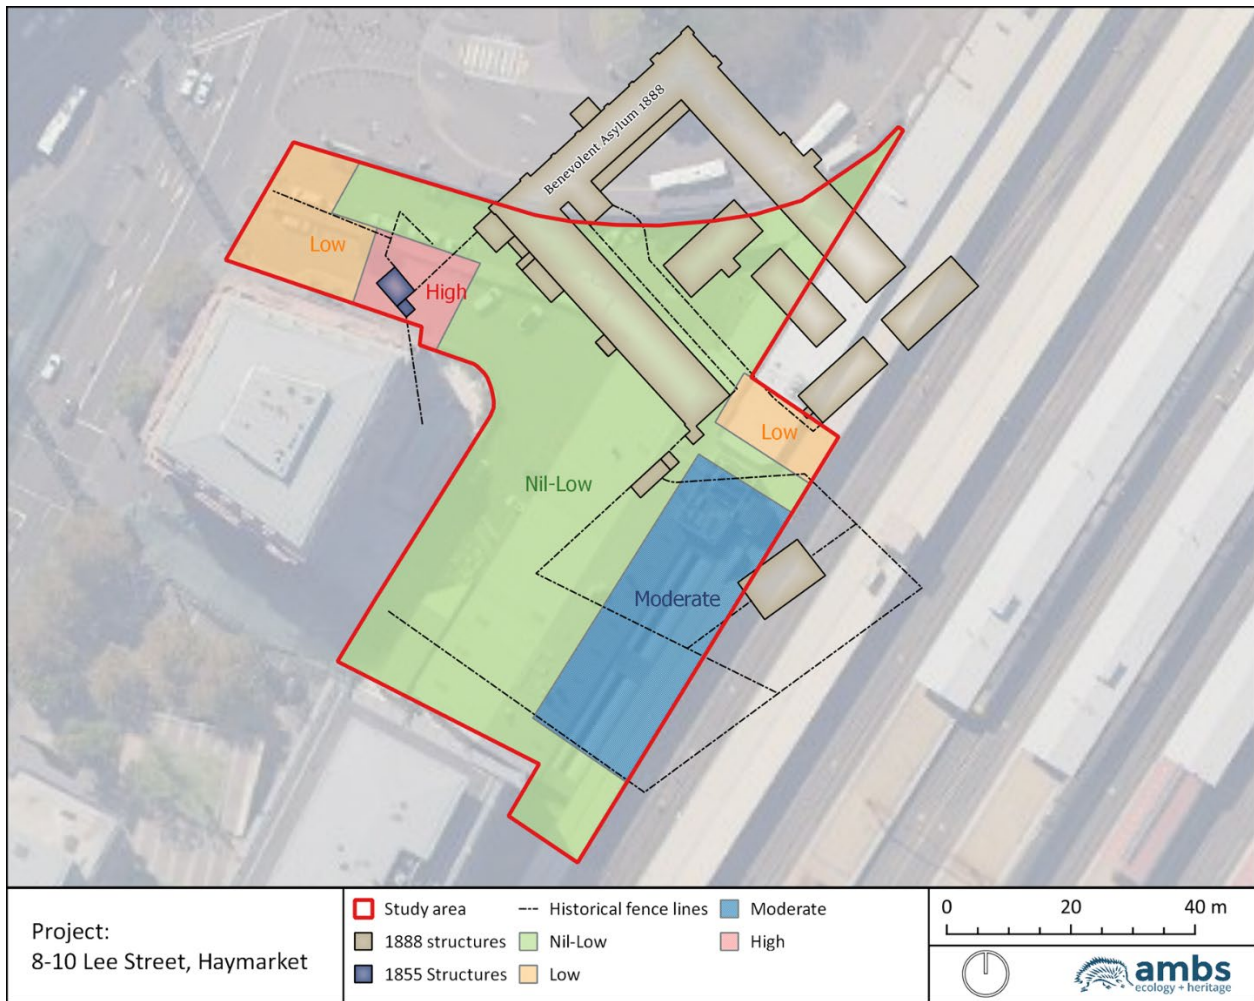 Benevolent Asylum 1888
Low
High
Low
Nil-Low
Moderate
Project:
8-10 Lee Street, Haymarket
Study area
1888 structures
1855 Structures
Historical fence lines
Nil-Low
Low
Moderate
High
0 20 40 m
ambs
ecology + heritage